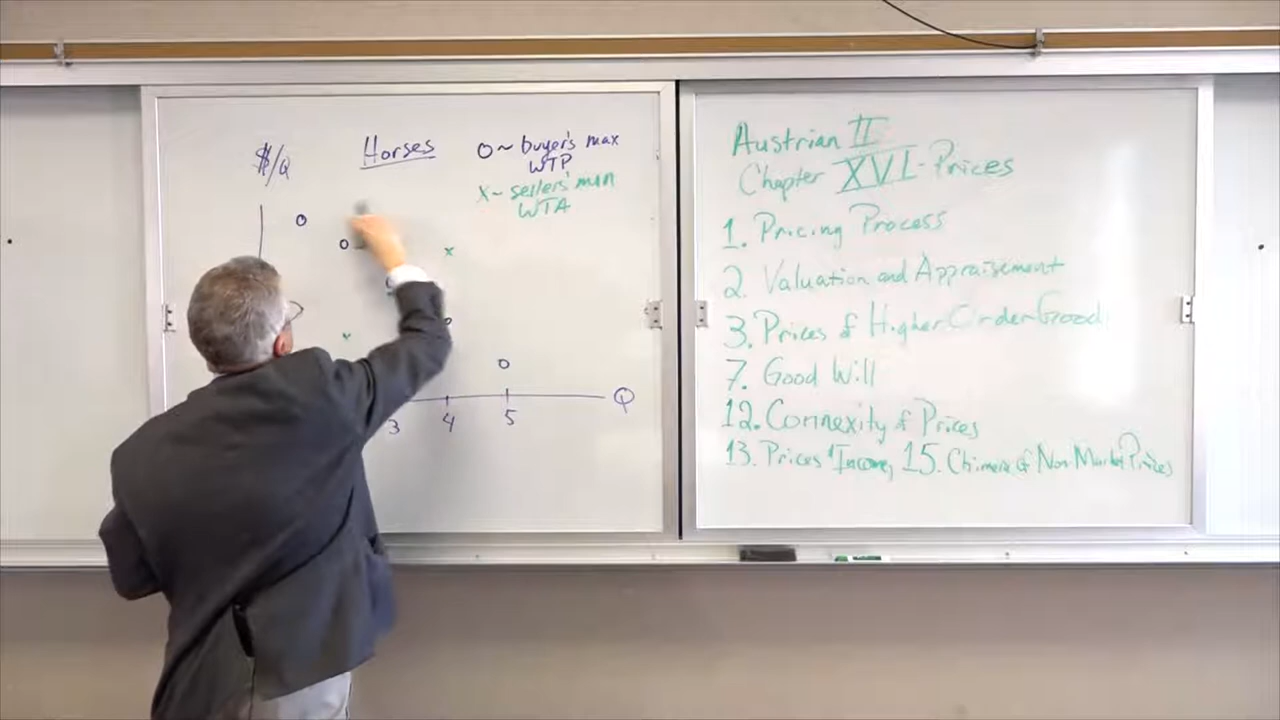 $/Q
Horses
O ~ buyer's max
WTP
x ~ sellers' min
WTA
3 4 5 Q
Austrian II
Chapter XVI - Prices
1. Pricing Process
2. Valuation and Appraisement
3. Prices of Higher Order Good
7. Good Will
12. Connexity of Prices
13. Prices + Income, 15. Chimera of Non Market Prices